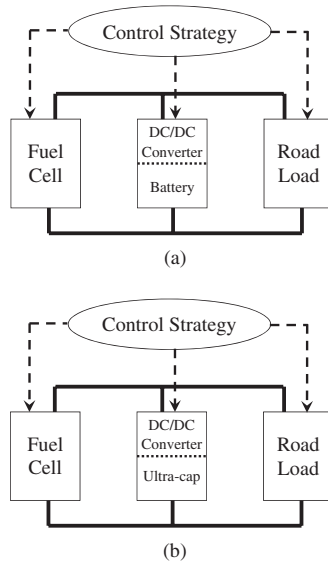 Control Strategy
Fuel
Cell
DC/DC
Converter
Battery
Road
Load
(a)
Control Strategy
Fuel
Cell
DC/DC
Converter
Ultra-cap
Road
Load
(b)